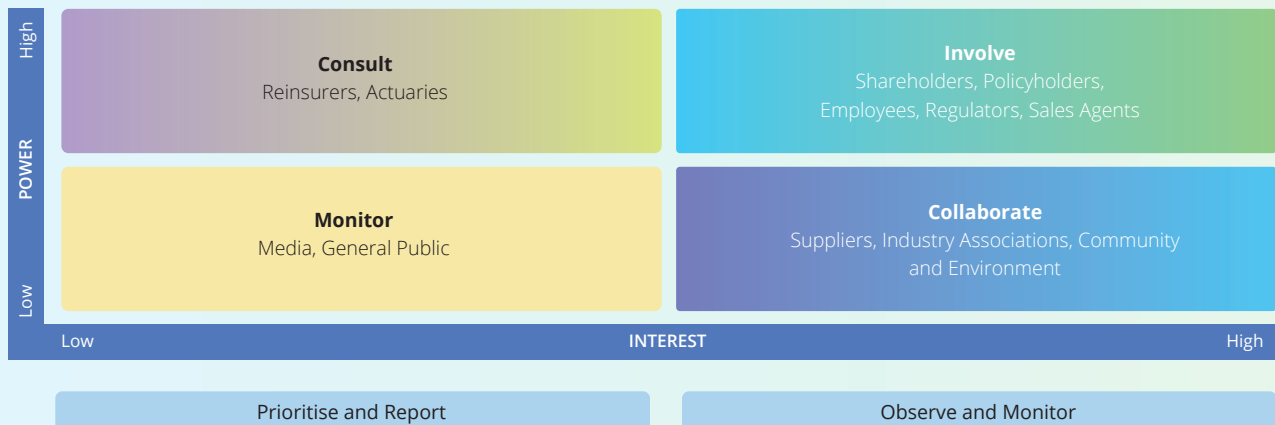 High
POWER
Low
Consult
Reinsurers, Actuaries
Involve
Shareholders, Policyholders,
Employees, Regulators, Sales Agents
Monitor
Media, General Public
Collaborate
Suppliers, Industry Associations, Community
and Environment
Low
INTEREST
High
Prioritise and Report
Observe and Monitor